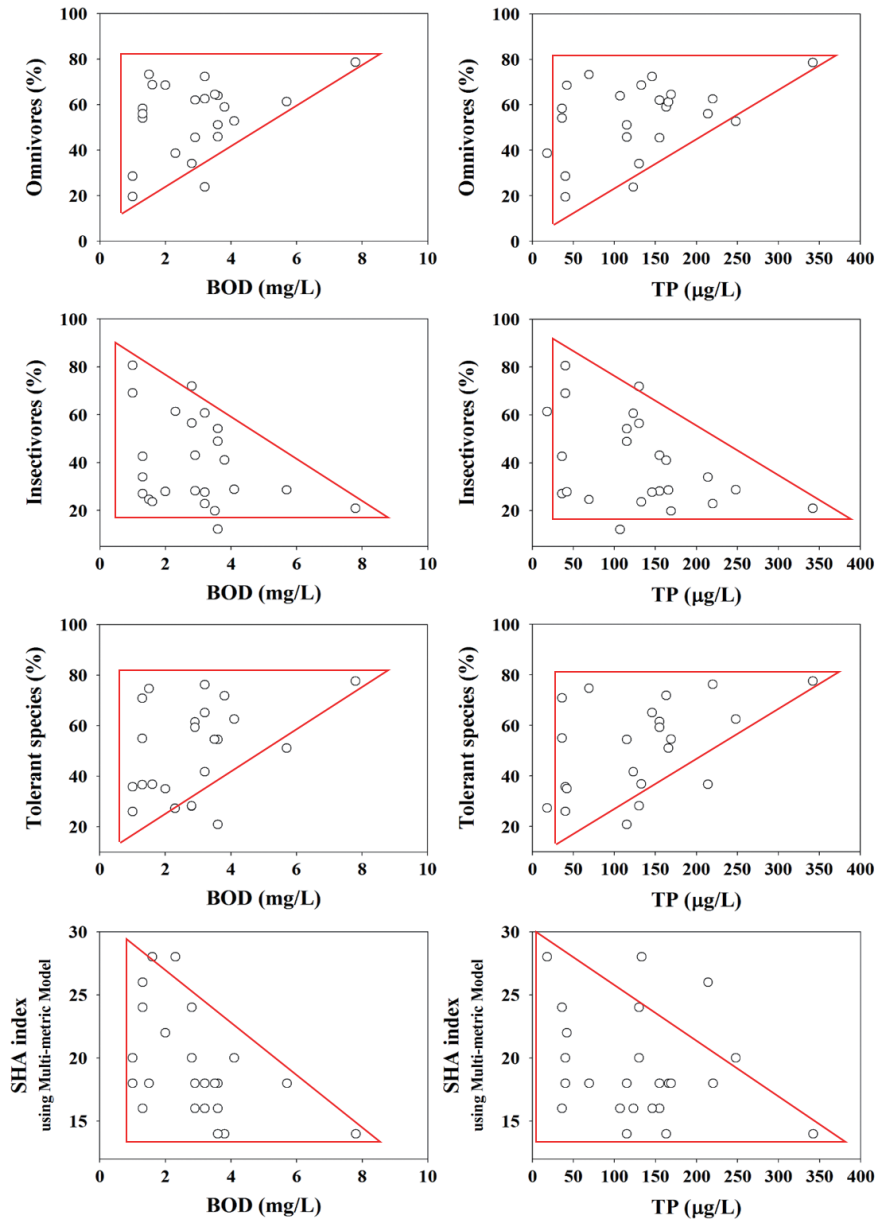 100
80
60
40
20
0
Omnivores (%)
0 2 4 6 8 10
BOD (mg/L)
100
80
60
40
20
0
Omnivores (%)
0 50 100 150 200 250 300 350 400
TP (µg/L)
100
80
60
40
20
Insectivores (%)
0 2 4 6 8 10
BOD (mg/L)
100
80
60
40
20
Insectivores (%)
0 50 100 150 200 250 300 350 400
TP (µg/L)
100
80
60
40
20
Tolerant species (%)
0 2 4 6 8 10
BOD (mg/L)
100
80
60
40
20
Tolerant species (%)
0 50 100 150 200 250 300 350 400
TP (µg/L)
30
25
20
15
SHA index
using Multi-metric Model
0 2 4 6 8 10
BOD (mg/L)
30
25
20
15
SHA index
using Multi-metric Model
0 50 100 150 200 250 300 350 400
TP (µg/L)